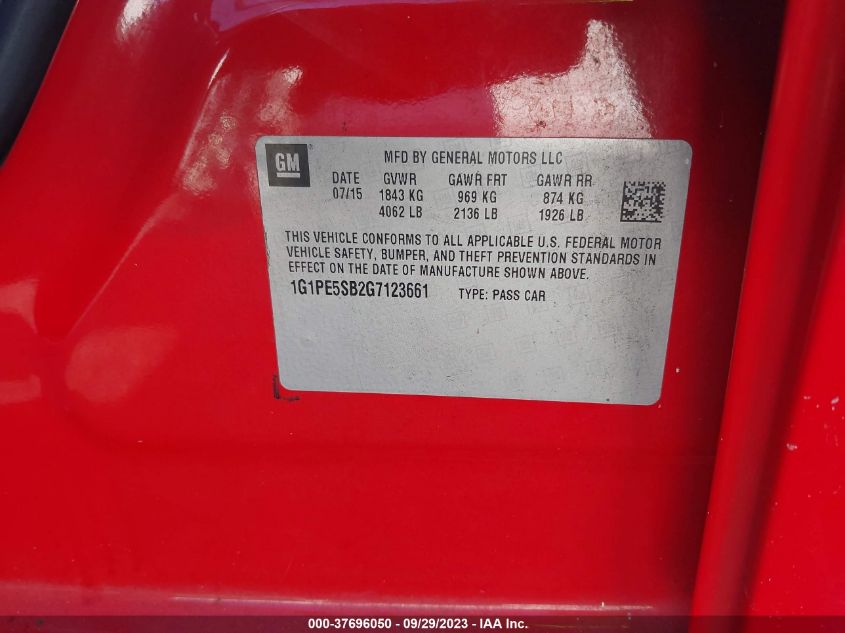 GM
MFD BY GENERAL MOTORS LLC
DATE GVWR GAWR FRT GAWR RR
07/15 1843 KG 969 KG 874 KG
4062 LB 2136 LB 1926 LB
THIS VEHICLE CONFORMS TO ALL APPLICABLE U.S. FEDERAL MOTOR
VEHICLE SAFETY, BUMPER, AND THEFT PREVENTION STANDARDS IN
EFFECT ON THE DATE OF MANUFACTURE SHOWN ABOVE.
1G1PE5SB2G7123661 TYPE: PASS CAR
000-37696050 - 09/29/2023 - IAA Inc.